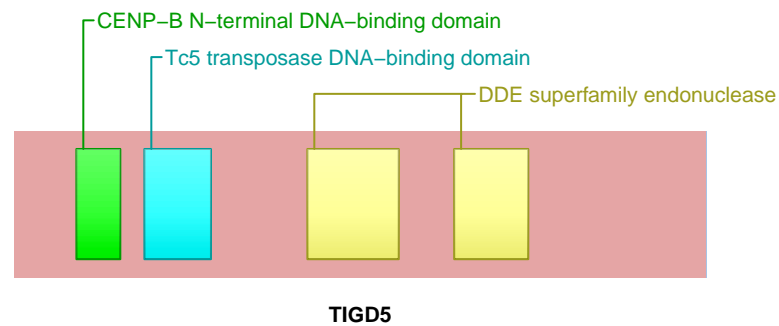 CENP−B N−terminal DNA−binding domain
Tc5 transposase DNA−binding domain
DDE superfamily endonuclease
TIGD5